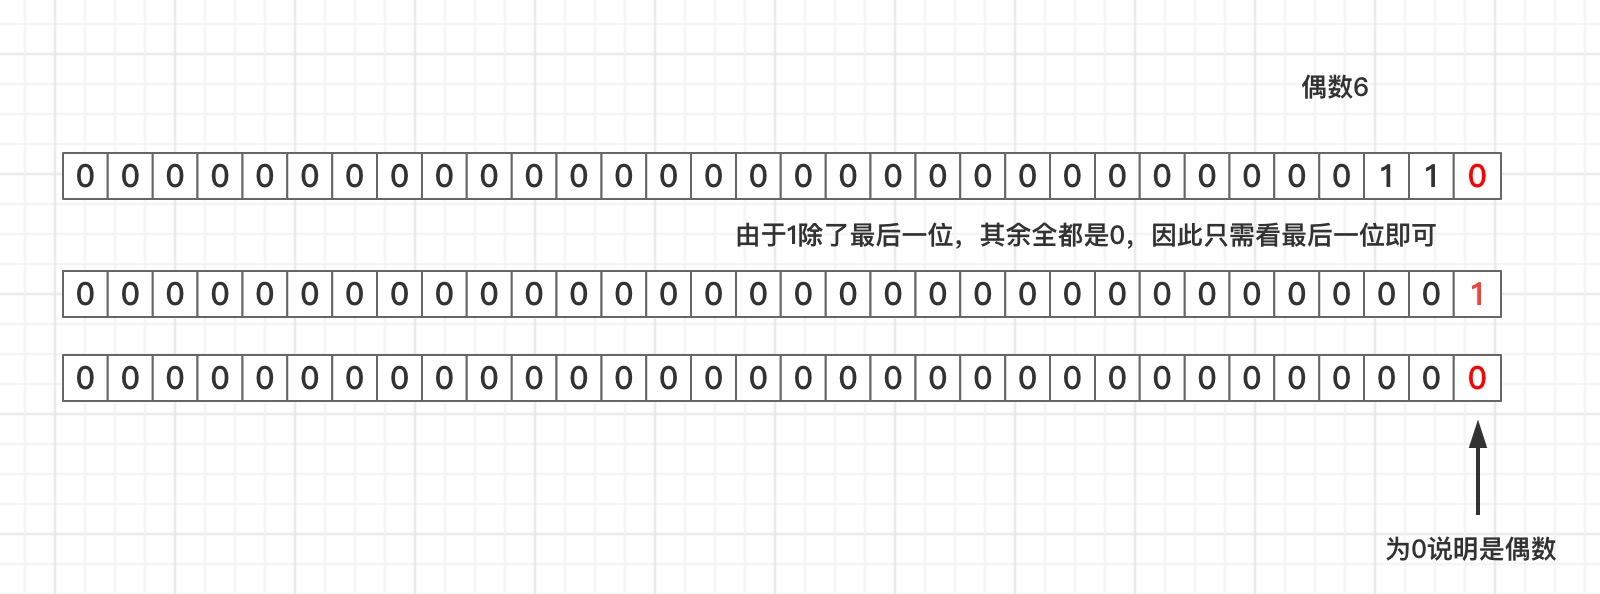 偶数6
0 0 0 0 0 0 0 0 0 0 0 0 0 0 0 0 0 0 0 0 0 0 0 0 0 0 0 0 0 1 1 0
由于1除了最后一位，其余全都是0，因此只需看最后一位即可
0 0 0 0 0 0 0 0 0 0 0 0 0 0 0 0 0 0 0 0 0 0 0 0 0 0 0 0 0 0 0 1
0 0 0 0 0 0 0 0 0 0 0 0 0 0 0 0 0 0 0 0 0 0 0 0 0 0 0 0 0 0 0 0
为0说明是偶数